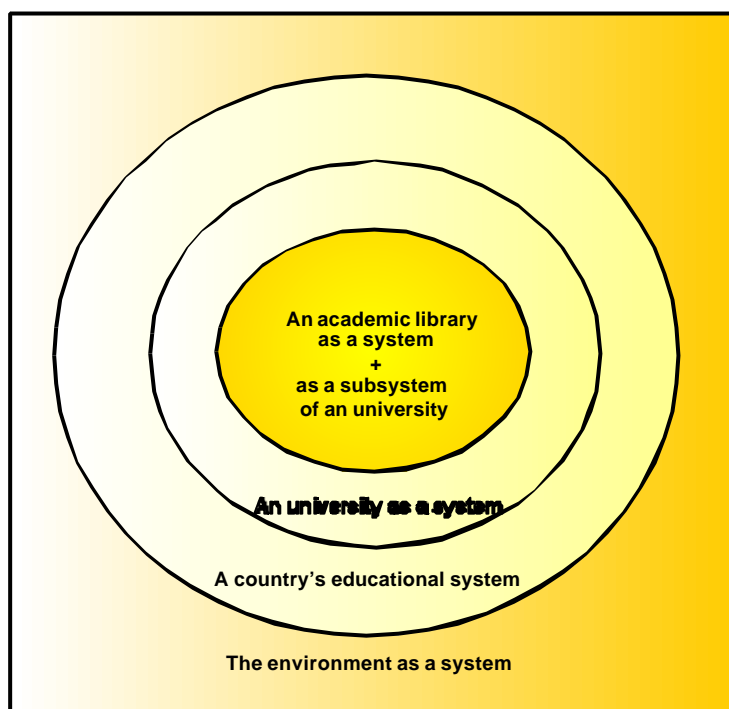 An academic library
as a system
+
as a subsystem
of an university
An university as a system
A country’s educational system
The environment as a system